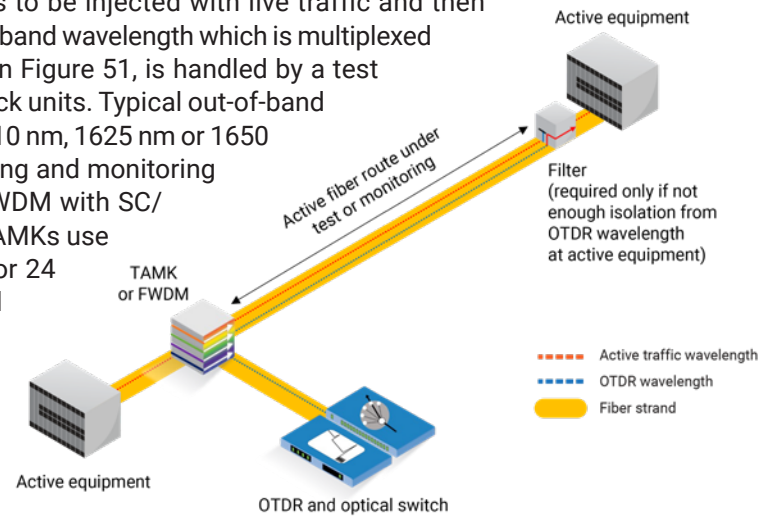 s to be injected with live traffic and then
band wavelength which is multiplexed
n Figure 51, is handled by a test
ck units. Typical out-of-band
10 nm, 1625 nm or 1650
ing and monitoring
WDM with SC/
AMKs use
or 24
Active equipment
Active fiber route under
test or monitoring
Filter
(required only if not
enough isolation from
OTDR wavelength
at active equipment)
TAMK
or FWDM
Active traffic wavelength
OTDR wavelength
Fiber strand
Active equipment
OTDR and optical switch